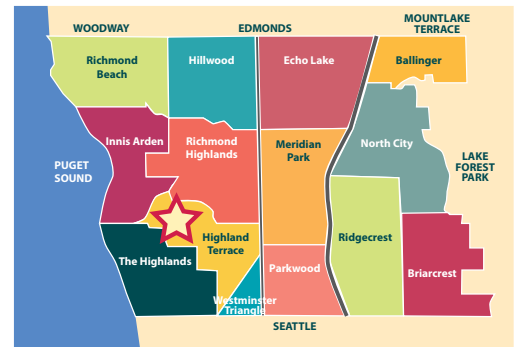 WOODWAY
EDMONDS
MOUNTLAKE
TERRACE
Richmond
Beach
Hillwood
Echo Lake
Ballinger
Innis Arden
Richmond
Highlands
Meridian
Park
North City
PUGET
SOUND
LAKE
FOREST
PARK
Highland
Terrace
Ridgecrest
The Highlands
Parkwood
Briarcrest
Westminster
Triangle
SEATTLE